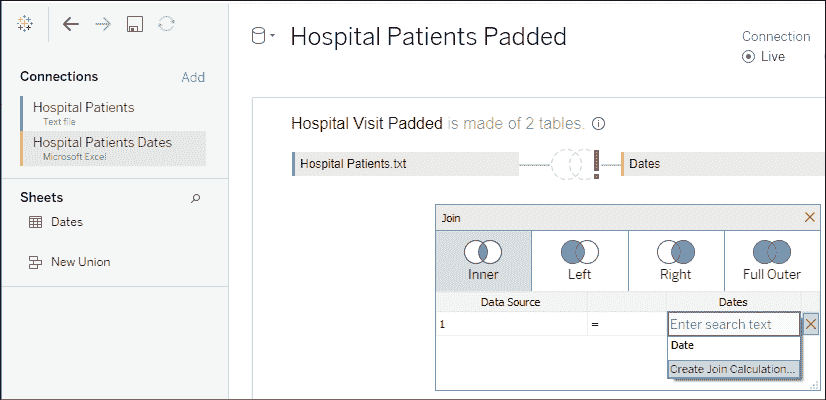 Hospital Patients Padded
Connection
Live
Connections Add
Hospital Patients
Text file
Hospital Patients Dates
Microsoft Excel
Sheets
Dates
New Union
Hospital Visit Padded is made of 2 tables.
Hospital Patients.txt
Dates
Join
Inner Left Right Full Outer
Data Source Dates
1 = Enter search text
Date
Create Join Calculation...